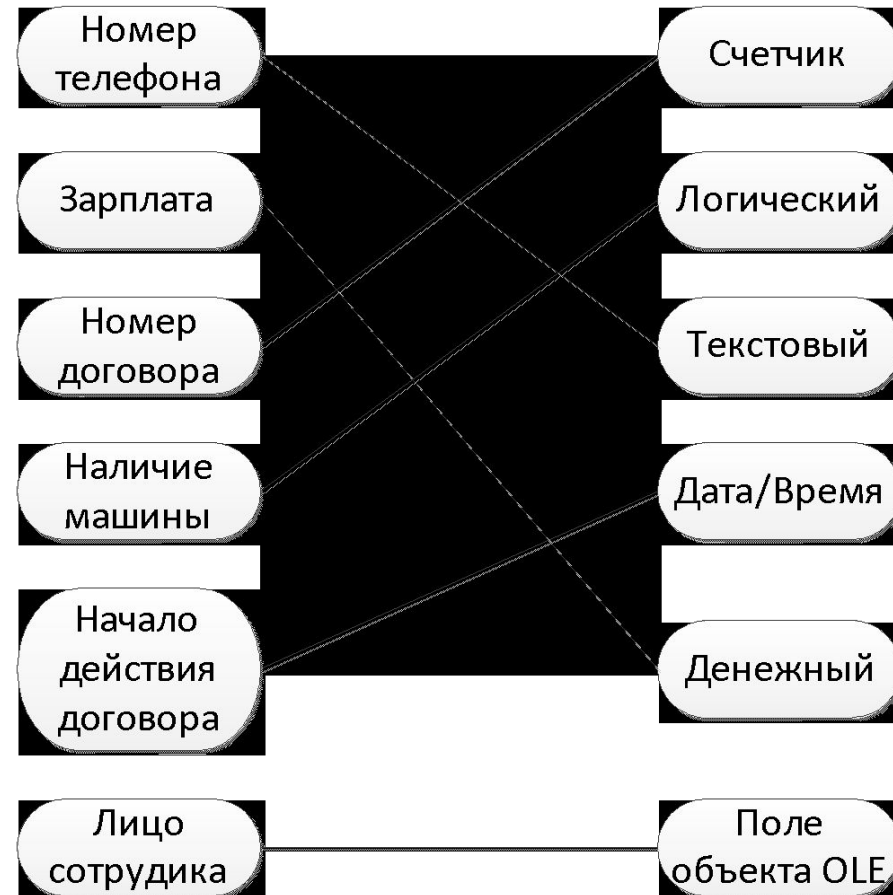 Номер
телефона
Счетчик
Зарплата
Логический
Номер
договора
Текстовый
Наличие
машины
Дата/Время
Начало
действия
договора
Денежный
Лицо
сотрудика
Поле
объекта OLE